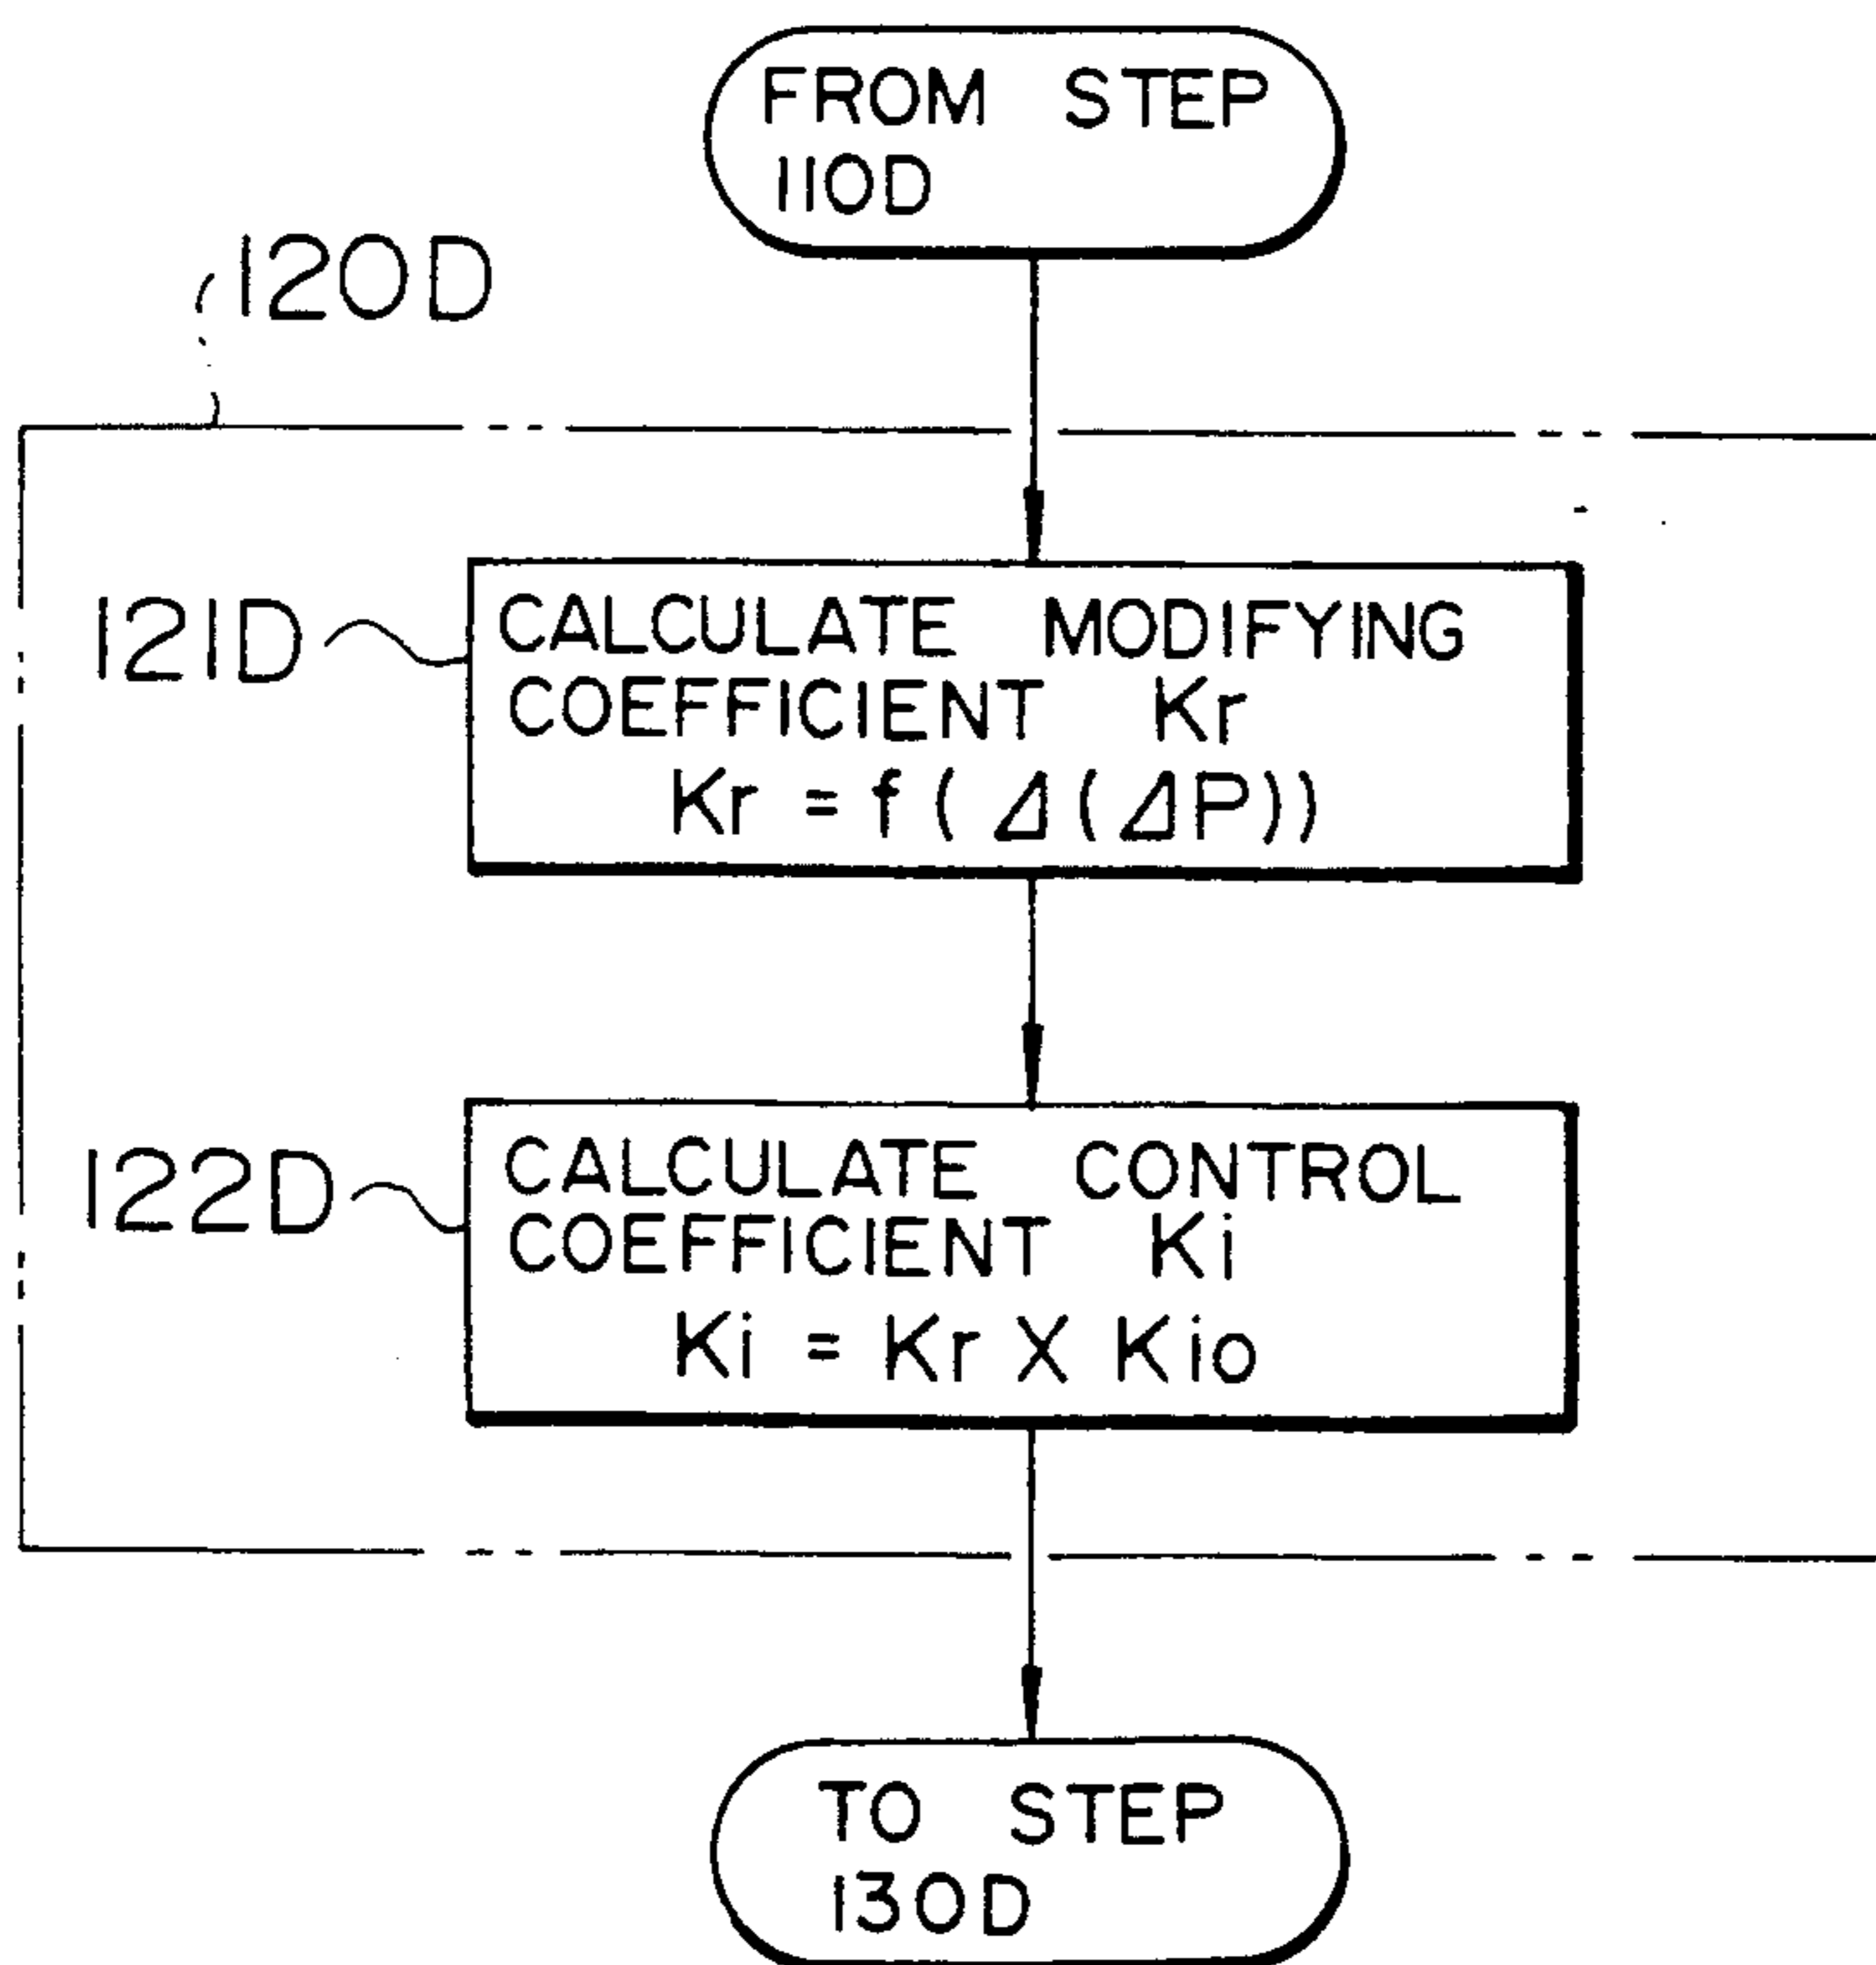 FROM STEP
110D
120D
121D
CALCULATE MODIFYING
COEFFICIENT Kr
Kr = f ( Δ ( ΔP))
122D
CALCULATE CONTROL
COEFFICIENT Ki
Ki = Kr X Kio
TO STEP
130D